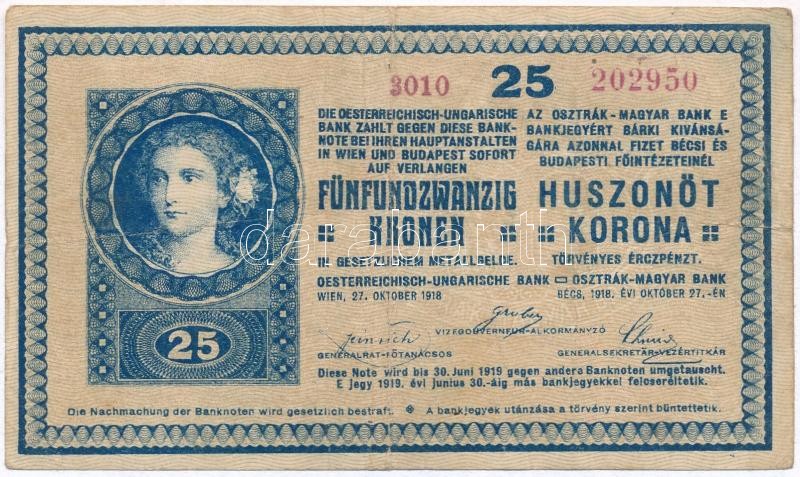 3010 25 202950
DIE OESTERREICHISCH-UNGARISCHE
BANK ZAHLT GEGEN DIESE BANK-
NOTE BEI IHREN HAUPTANSTALTEN
IN WIEN UND BUDAPEST SOFORT
AUF VERLANGEN
FÜNFUNDZWANZIG
KRONEN
IN GESETZLICHEM METALLGELDE.
OESTERREICHISCH-UNGARISCHE BANK
WIEN, 27. OKTOBER 1918
AZ OSZTRÁK-MAGYAR BANK E
BANKJEGYÉRT BÁRKI KIVÁNSÁ-
GÁRA AZONNAL FIZET BÉCSI ÉS
BUDAPESTI FŐINTÉZETEINÉL
HUSZONÖT
KORONA
TÖRVÉNYES ÉRCZPÉNZT.
OSZTRÁK-MAGYAR BANK
BÉCS, 1918. ÉVI OKTÓBER 27.-ÉN
25
Gruber
VIZEGOUVERNEUR-ALKORMÁNYZÓ
GENERALRAT-FŐTANÁCSOS
Schmid
GENERALSEKRETÄR-VEZÉRTITKÁR
Diese Note wird bis 30. Juni 1919 gegen andere Banknoten umgetauscht.
E jegy 1919. évi junius 30.-áig más bankjegyekkel felcseréltetik.
Die Nachmachung der Banknoten wird gesetzlich bestraft. A bankjegyek utánzása a törvény szerint büntettetik.
darabanth